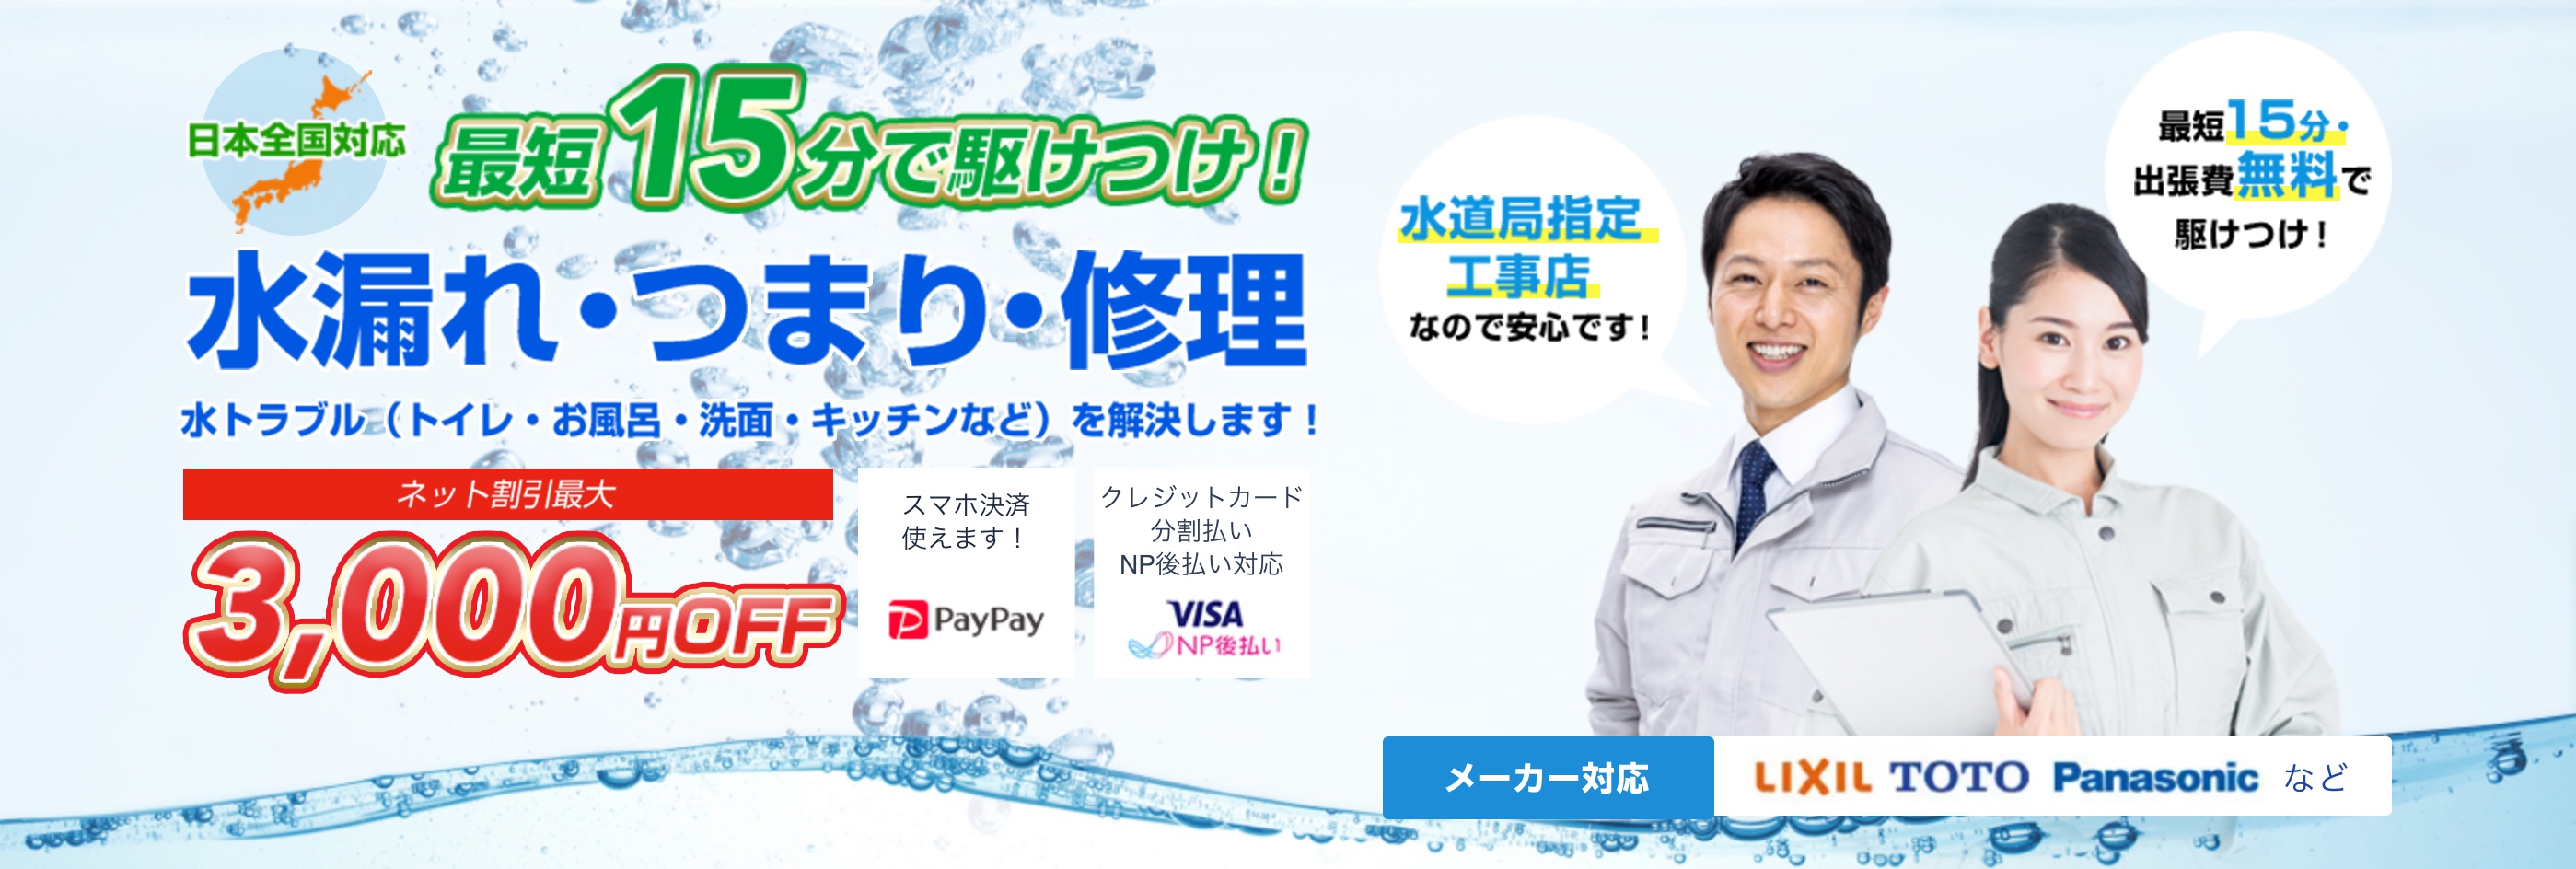 日本全国対応
最短15分で駆けつけ！
水漏れ・つまり・修理
水トラブル（トイレ・お風呂・洗面・キッチンなど）を解決します！
ネット割引最大
3,000円OFF
スマホ決済
使えます！
PayPay
クレジットカード
分割払い
NP後払い対応
VISA
NP後払い
水道局指定
工事店
なので安心です！
最短15分・
出張費無料で
駆けつけ！
メーカー対応
LIXIL TOTO Panasonic など